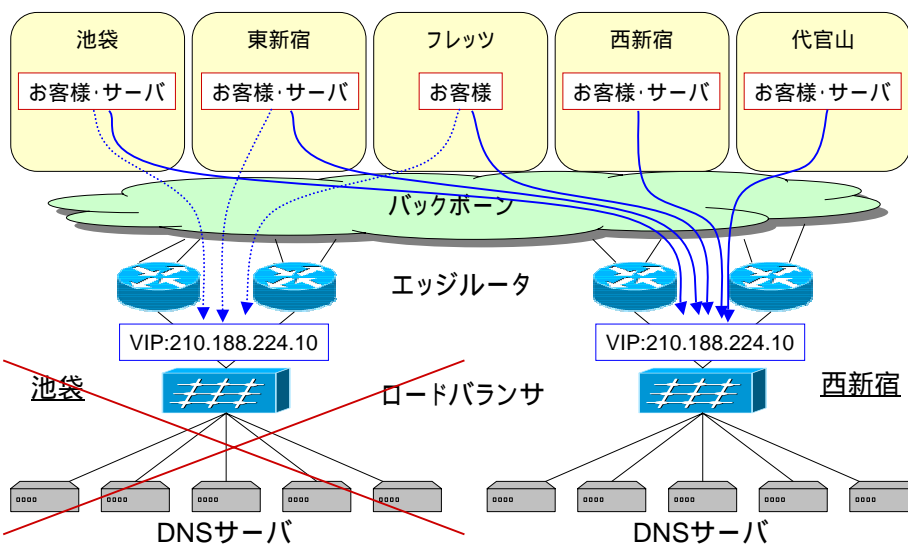 池袋
東新宿
フレッツ
西新宿
代官山
お客様・サーバ
お客様・サーバ
お客様
お客様・サーバ
お客様・サーバ
バックボーン
エッジルータ
VIP:210.188.224.10
VIP:210.188.224.10
池袋
ロードバランサ
西新宿
DNSサーバ
DNSサーバ